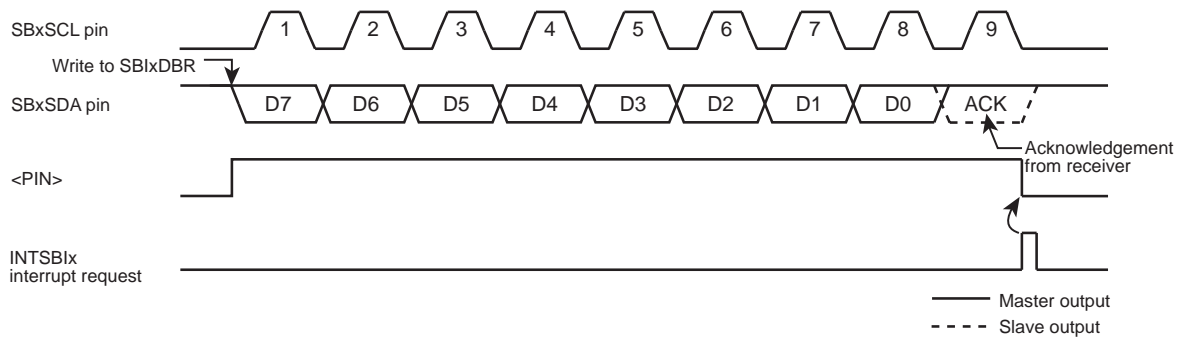 SBxSCL pin
1 2 3 4 5 6 7 8 9
Write to SBIxDBR
SBxSDA pin
D7 D6 D5 D4 D3 D2 D1 D0 ACK
Acknowledgement
from receiver
<PIN>
INTSBIx
interrupt request
Master output
Slave output